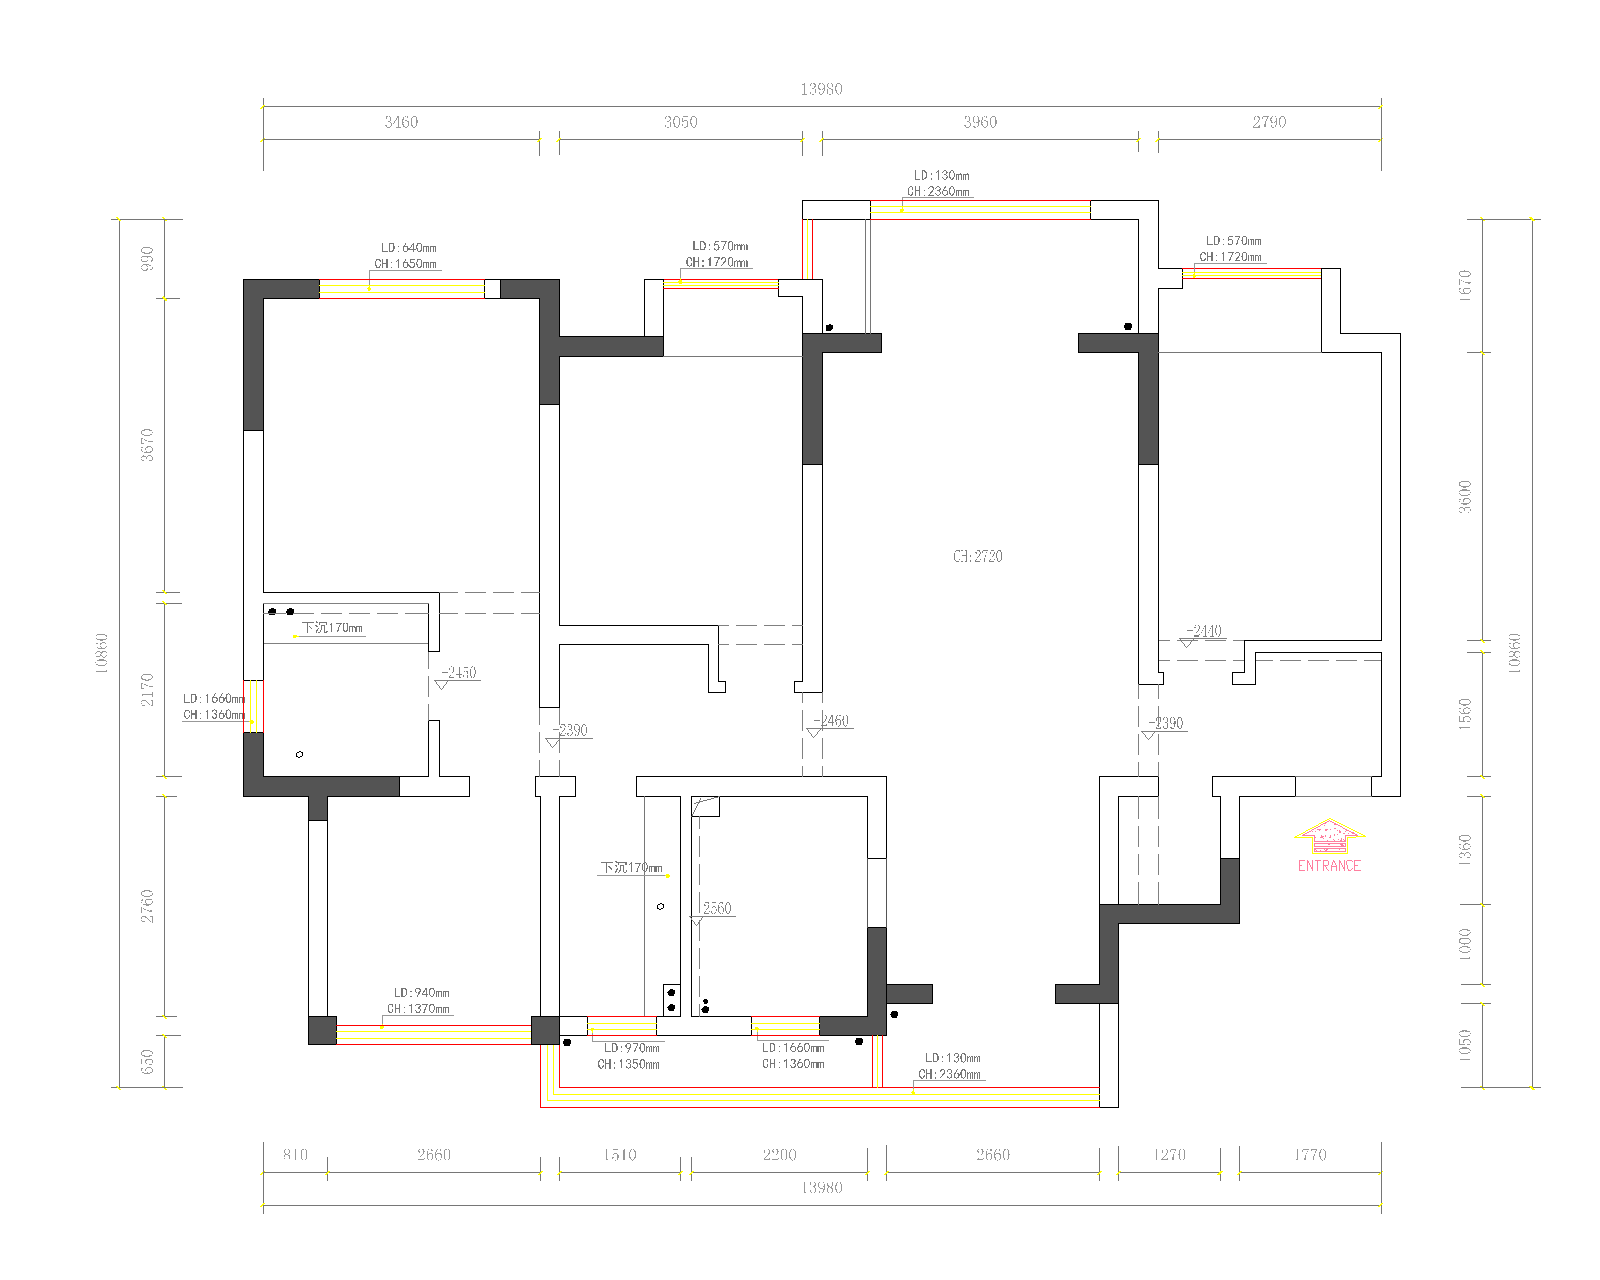 13980
3460
3050
3960
2790
LD:130mm
CH:2360mm
LD:640mm
CH:1650mm
LD:570mm
CH:1720mm
LD:570mm
CH:1720mm
990
1670
3670
3600
CH:2720
下沉170mm
-2440
10860
10860
-2450
2170
LD:1660mm
CH:1360mm
-2390
-2460
-2390
1560
下沉170mm
ENTRANCE
1360
2760
-2560
1000
LD:940mm
CH:1370mm
LD:970mm
CH:1350mm
LD:1660mm
CH:1360mm
LD:130mm
CH:2360mm
650
1050
810
2660
1510
2200
2660
1270
1770
13980